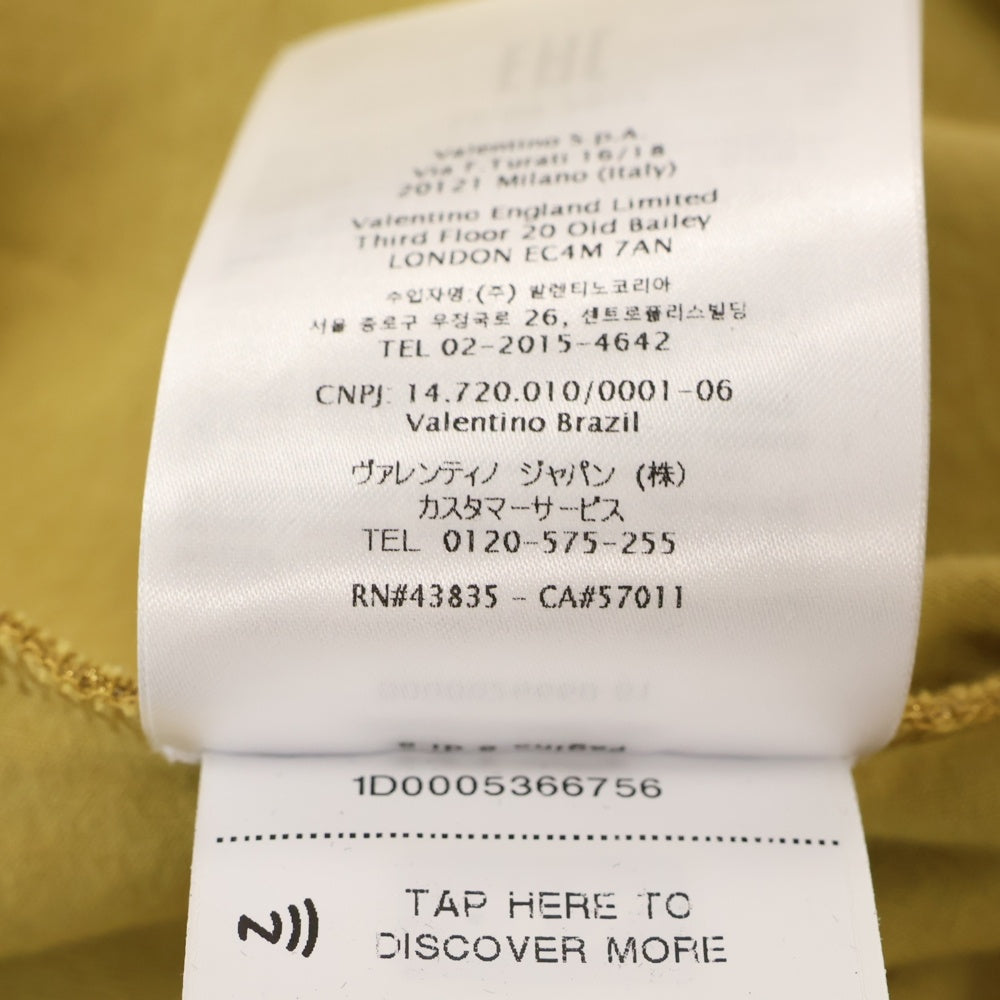 EAC
Valentino S.p.A.
Via F. Turati 16/18
20121 Milano (Italy)
Valentino England Limited
Third Floor 20 Old Bailey
LONDON EC4M 7AN
수입자명:(주) 발렌티노코리아
서울 종로구 우정국로 26, 센트로폴리스빌딩
TEL 02-2015-4642
CNPJ: 14.720.010/0001-06
Valentino Brazil
ヴァレンティノ ジャパン (株)
カスタマーサービス
TEL 0120-575-255
RN#43835 - CA#57011
1D0005366756
TAP HERE TO
DISCOVER MORE